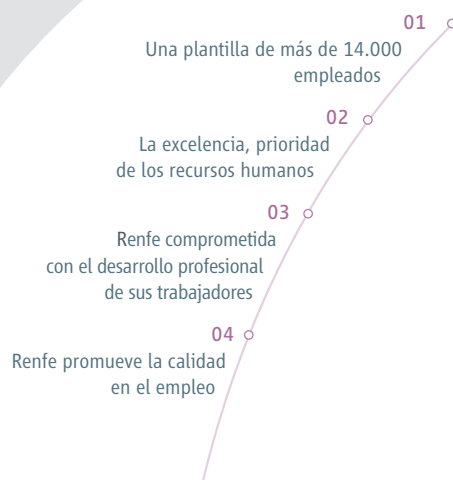 01
Una plantilla de más de 14.000
empleados
02
La excelencia, prioridad
de los recursos humanos
03
Renfe comprometida
con el desarrollo profesional
de sus trabajadores
04
Renfe promueve la calidad
en el empleo